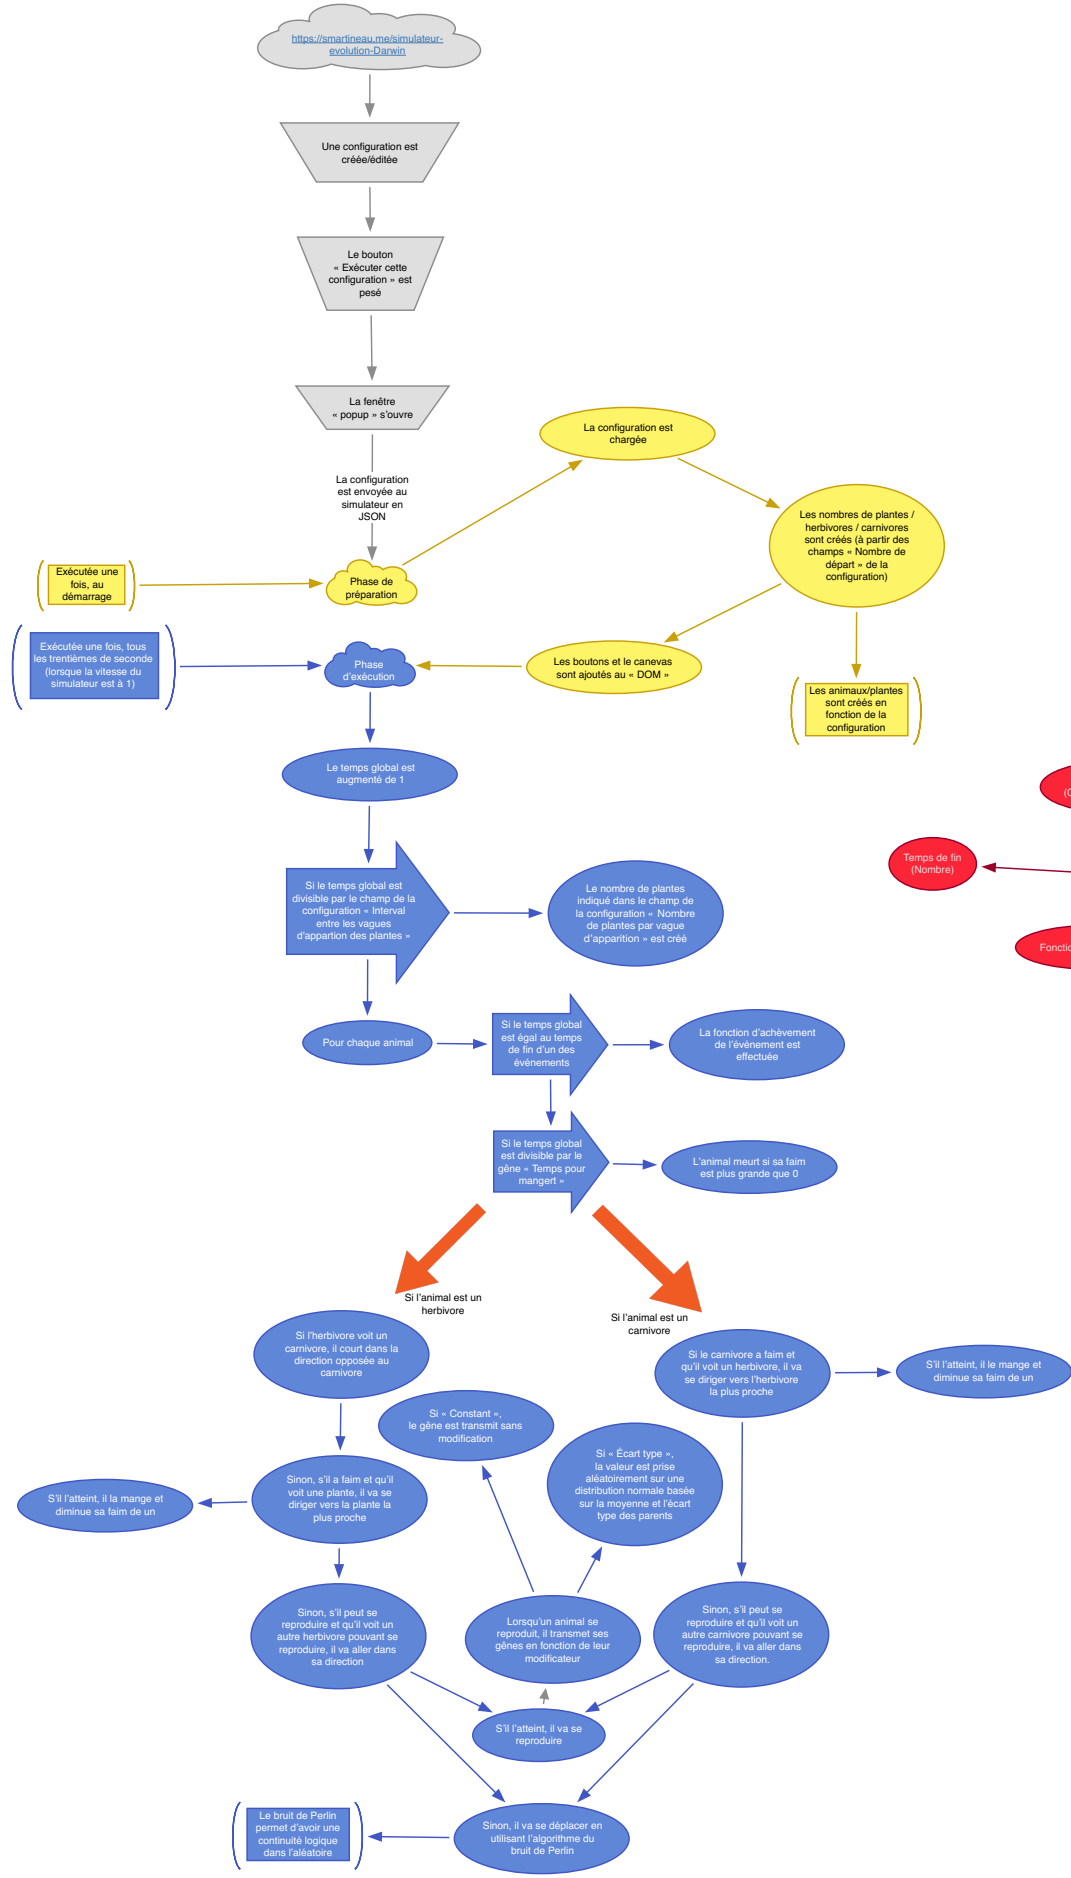 https://smartineau.me/simulateur-
evolution-Darwin
Une configuration est
créée/éditée
Le bouton
« Exécuter cette
configuration » est
pesé
La fenêtre
« popup » s'ouvre
La configuration
est envoyée au
simulateur en
JSON
La configuration est
chargée
Les nombres de plantes /
herbivores / carnivores
sont créés (à partir des
champs « Nombre de
départ » de la
configuration)
Exécutée une
fois, au
démarrage
Phase de
préparation
Exécutée une fois, tous
les trentièmes de seconde
(lorsque la vitesse du
simulateur est à 1)
Phase
d'exécution
Les boutons et le canevas
sont ajoutés au « DOM »
Les animaux/plantes
sont créés en
fonction de la
configuration
Le temps global est
augmenté de 1
(
Temps de fin
(Nombre)
Fonctio
Si le temps global est
divisible par le champ de la
configuration « Interval
entre les vagues
d'appartion des plantes »
Le nombre de plantes
indiqué dans le champ de
la configuration « Nombre
de plantes par vague
d'apparition » est créé
Pour chaque animal
Si le temps global
est égal au temps
de fin d'un des
événements
La fonction d'achèvement
de l'événement est
effectuée
Si le temps global
est divisible par le
gêne « Temps pour
mangert »
L'animal meurt si sa faim
est plus grande que 0
Si l'animal est un
herbivore
Si l'animal est un
carnivore
Si l'herbivore voit un
carnivore, il court dans la
direction opposée au
carnivore
Si le carnivore a faim et
qu'il voit un herbivore, il va
se diriger vers l'herbivore
la plus proche
S'il l'atteint, il le mange et
diminue sa faim de un
Si « Constant »,
le gêne est transmit sans
modification
Si « Écart type »,
la valeur est prise
aléatoirement sur une
distribution normale basée
sur la moyenne et l'écart
type des parents
Sinon, s'il a faim et qu'il
voit une plante, il va se
diriger vers la plante la
plus proche
S'il l'atteint, il la mange et
diminue sa faim de un
Sinon, s'il peut se
reproduire et qu'il voit un
autre herbivore pouvant se
reproduire, il va aller dans
sa direction
Lorsqu'un animal se
reproduit, il transmet ses
gênes en fonction de leur
modificateur
Sinon, s'il peut se
reproduire et qu'il voit un
autre carnivore pouvant se
reproduire, il va aller dans
sa direction.
S'il l'atteint, il va se
reproduire
Le bruit de Perlin
permet d'avoir une
continuité logique
dans l'aléatoire
Sinon, il va se déplacer en
utilisant l'algorithme du
bruit de Perlin